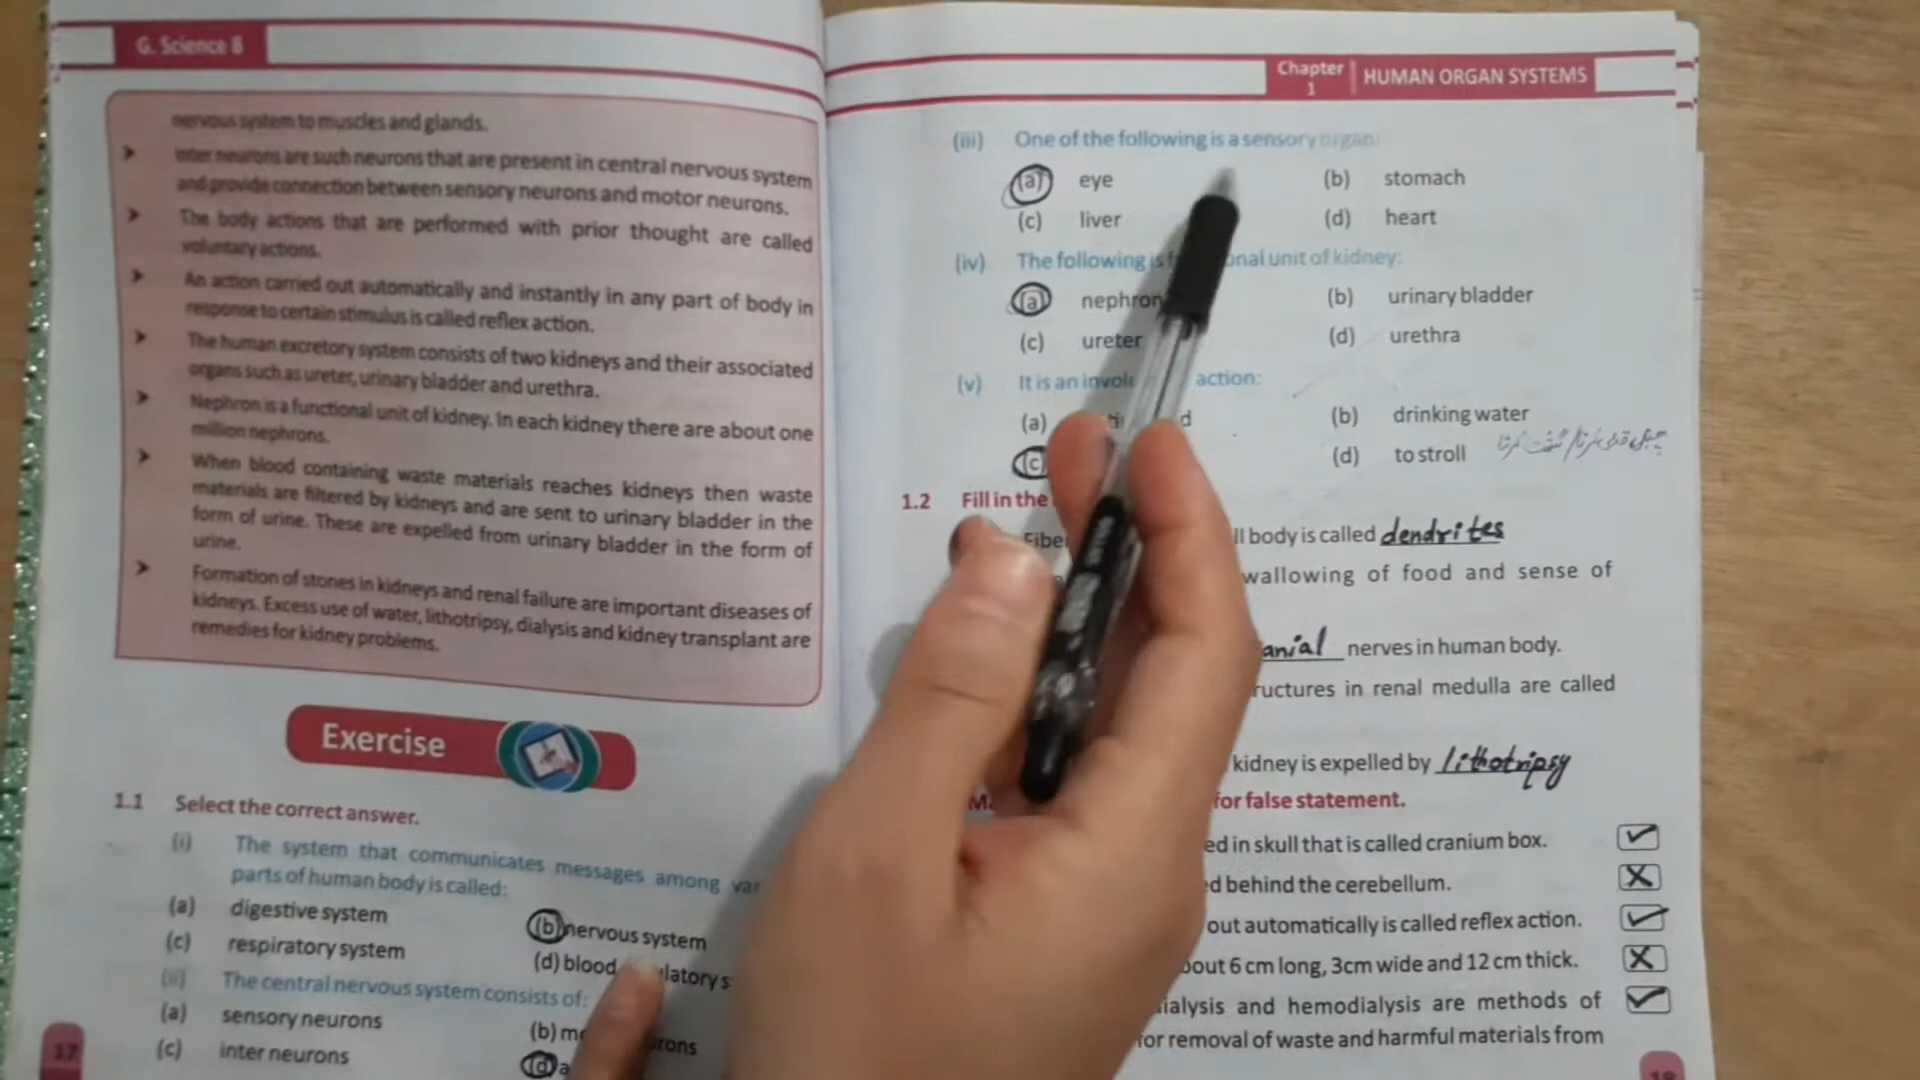 G. Science 8
nervous system to muscles and glands.
➤ Inter neurons are such neurons that are present in central nervous system
and provide connection between sensory neurons and motor neurons.
➤ The body actions that are performed with prior thought are called
voluntary actions.
➤ An action carried out automatically and instantly in any part of body in
response to certain stimulus is called reflex action.
➤ The human excretory system consists of two kidneys and their associated
organs such as ureter, urinary bladder and urethra.
➤ Nephron is a functional unit of kidney. In each kidney there are about one
million nephrons.
➤ When blood containing waste materials reaches kidneys then waste
materials are filtered by kidneys and are sent to urinary bladder in the
form of urine. These are expelled from urinary bladder in the form of
urine.
➤ Formation of stones in kidneys and renal failure are important diseases of
kidneys. Excess use of water, lithotripsy, dialysis and kidney transplant are
remedies for kidney problems.
Exercise
1.1 Select the correct answer.
(i) The system that communicates messages among var
parts of human body is called:
(a) digestive system (b) nervous system
(c) respiratory system (d) blood
(ii) The central nervous system consists of:
(a) sensory neurons (b)
(c) inter neurons (d)
17
Chapter 1 HUMAN ORGAN SYSTEMS
(iii) One of the following is a sensory organ:
(a) eye (b) stomach
(c) liver (d) heart
(iv) The following is onal unit of kidney:
(a) nephron (b) urinary bladder
(c) ureter (d) urethra
(v) It is an invol action:
(a) (b) drinking water
(c) (d) to stroll
1.2 Fill in the
Fibe ll body is called dendrites
wallowing of food and sense of
anial nerves in human body.
ructures in renal medulla are called
kidney is expelled by lithotripsy
for false statement.
ed in skull that is called cranium box. ✓
ed behind the cerebellum. X
out automatically is called reflex action. ✓
bout 6 cm long, 3cm wide and 12 cm thick. X
ialysis and hemodialysis are methods of ✓
for removal of waste and harmful materials from